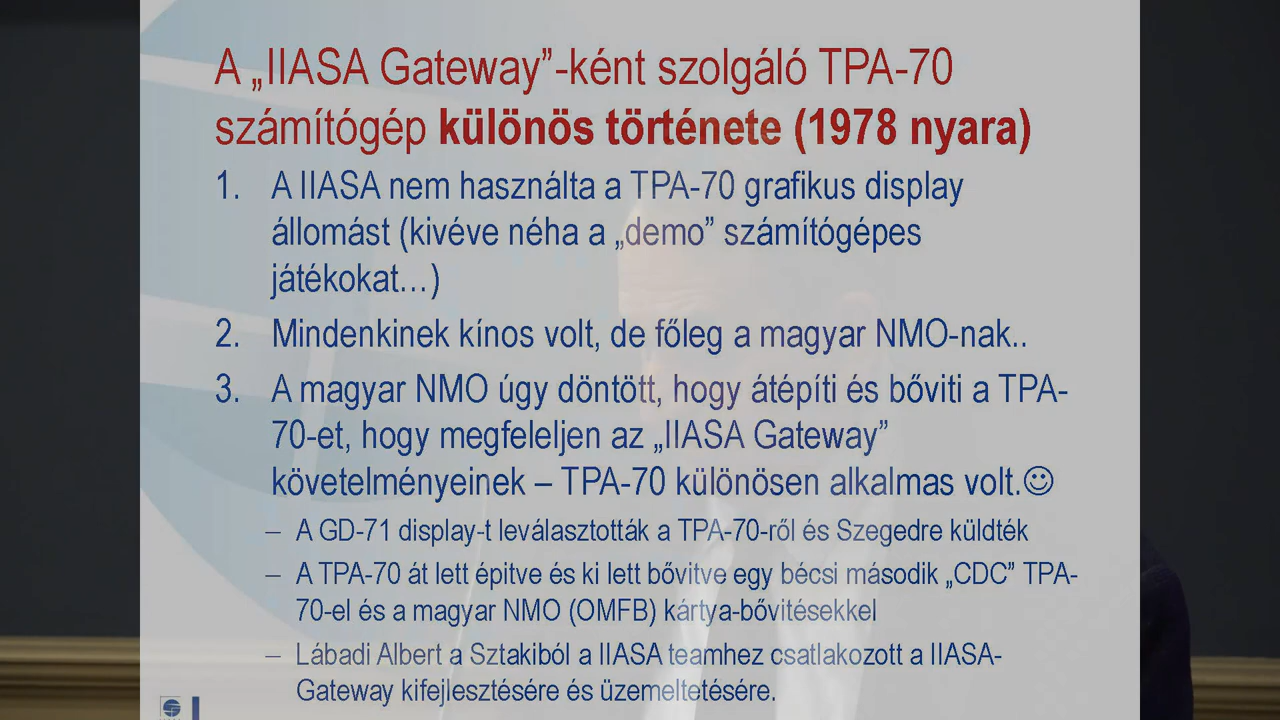 A „IIASA Gateway”-ként szolgáló TPA-70
számítógép különös története (1978 nyara)
1. A IIASA nem használta a TPA-70 grafikus display
állomást (kivéve néha a „demo” számítógépes
játékokat…)
2. Mindenkinek kínos volt, de főleg a magyar NMO-nak..
3. A magyar NMO úgy döntött, hogy átépíti és bőviti a TPA-
70-et, hogy megfeleljen az „IIASA Gateway”
követelményeinek – TPA-70 különösen alkalmas volt.☺
– A GD-71 display-t leválasztották a TPA-70-ről és Szegedre küldték
– A TPA-70 át lett épitve és ki lett bővitve egy bécsi második „CDC” TPA-
70-el és a magyar NMO (OMFB) kártya-bővitésekkel
– Lábadi Albert a Sztakiból a IIASA teamhez csatlakozott a IIASA-
Gateway kifejlesztésére és üzemeltetésére.